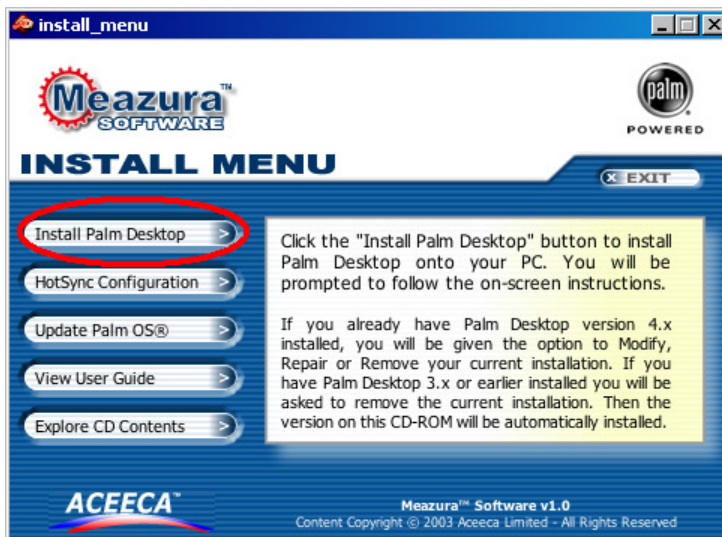 install_menu
Meazura™
SOFTWARE
palm
POWERED
INSTALL MENU
X EXIT
Install Palm Desktop >
HotSync Configuration >
Update Palm OS® >
View User Guide >
Explore CD Contents >
Click the "Install Palm Desktop" button to install
Palm Desktop onto your PC. You will be
prompted to follow the on-screen instructions.
If you already have Palm Desktop version 4.x
installed, you will be given the option to Modify,
Repair or Remove your current installation. If you
have Palm Desktop 3.x or earlier installed you will be
asked to remove the current installation. Then the
version on this CD-ROM will be automatically installed.
ACEECA™
Meazura™ Software v1.0
Content Copyright © 2003 Aceeca Limited - All Rights Reserved